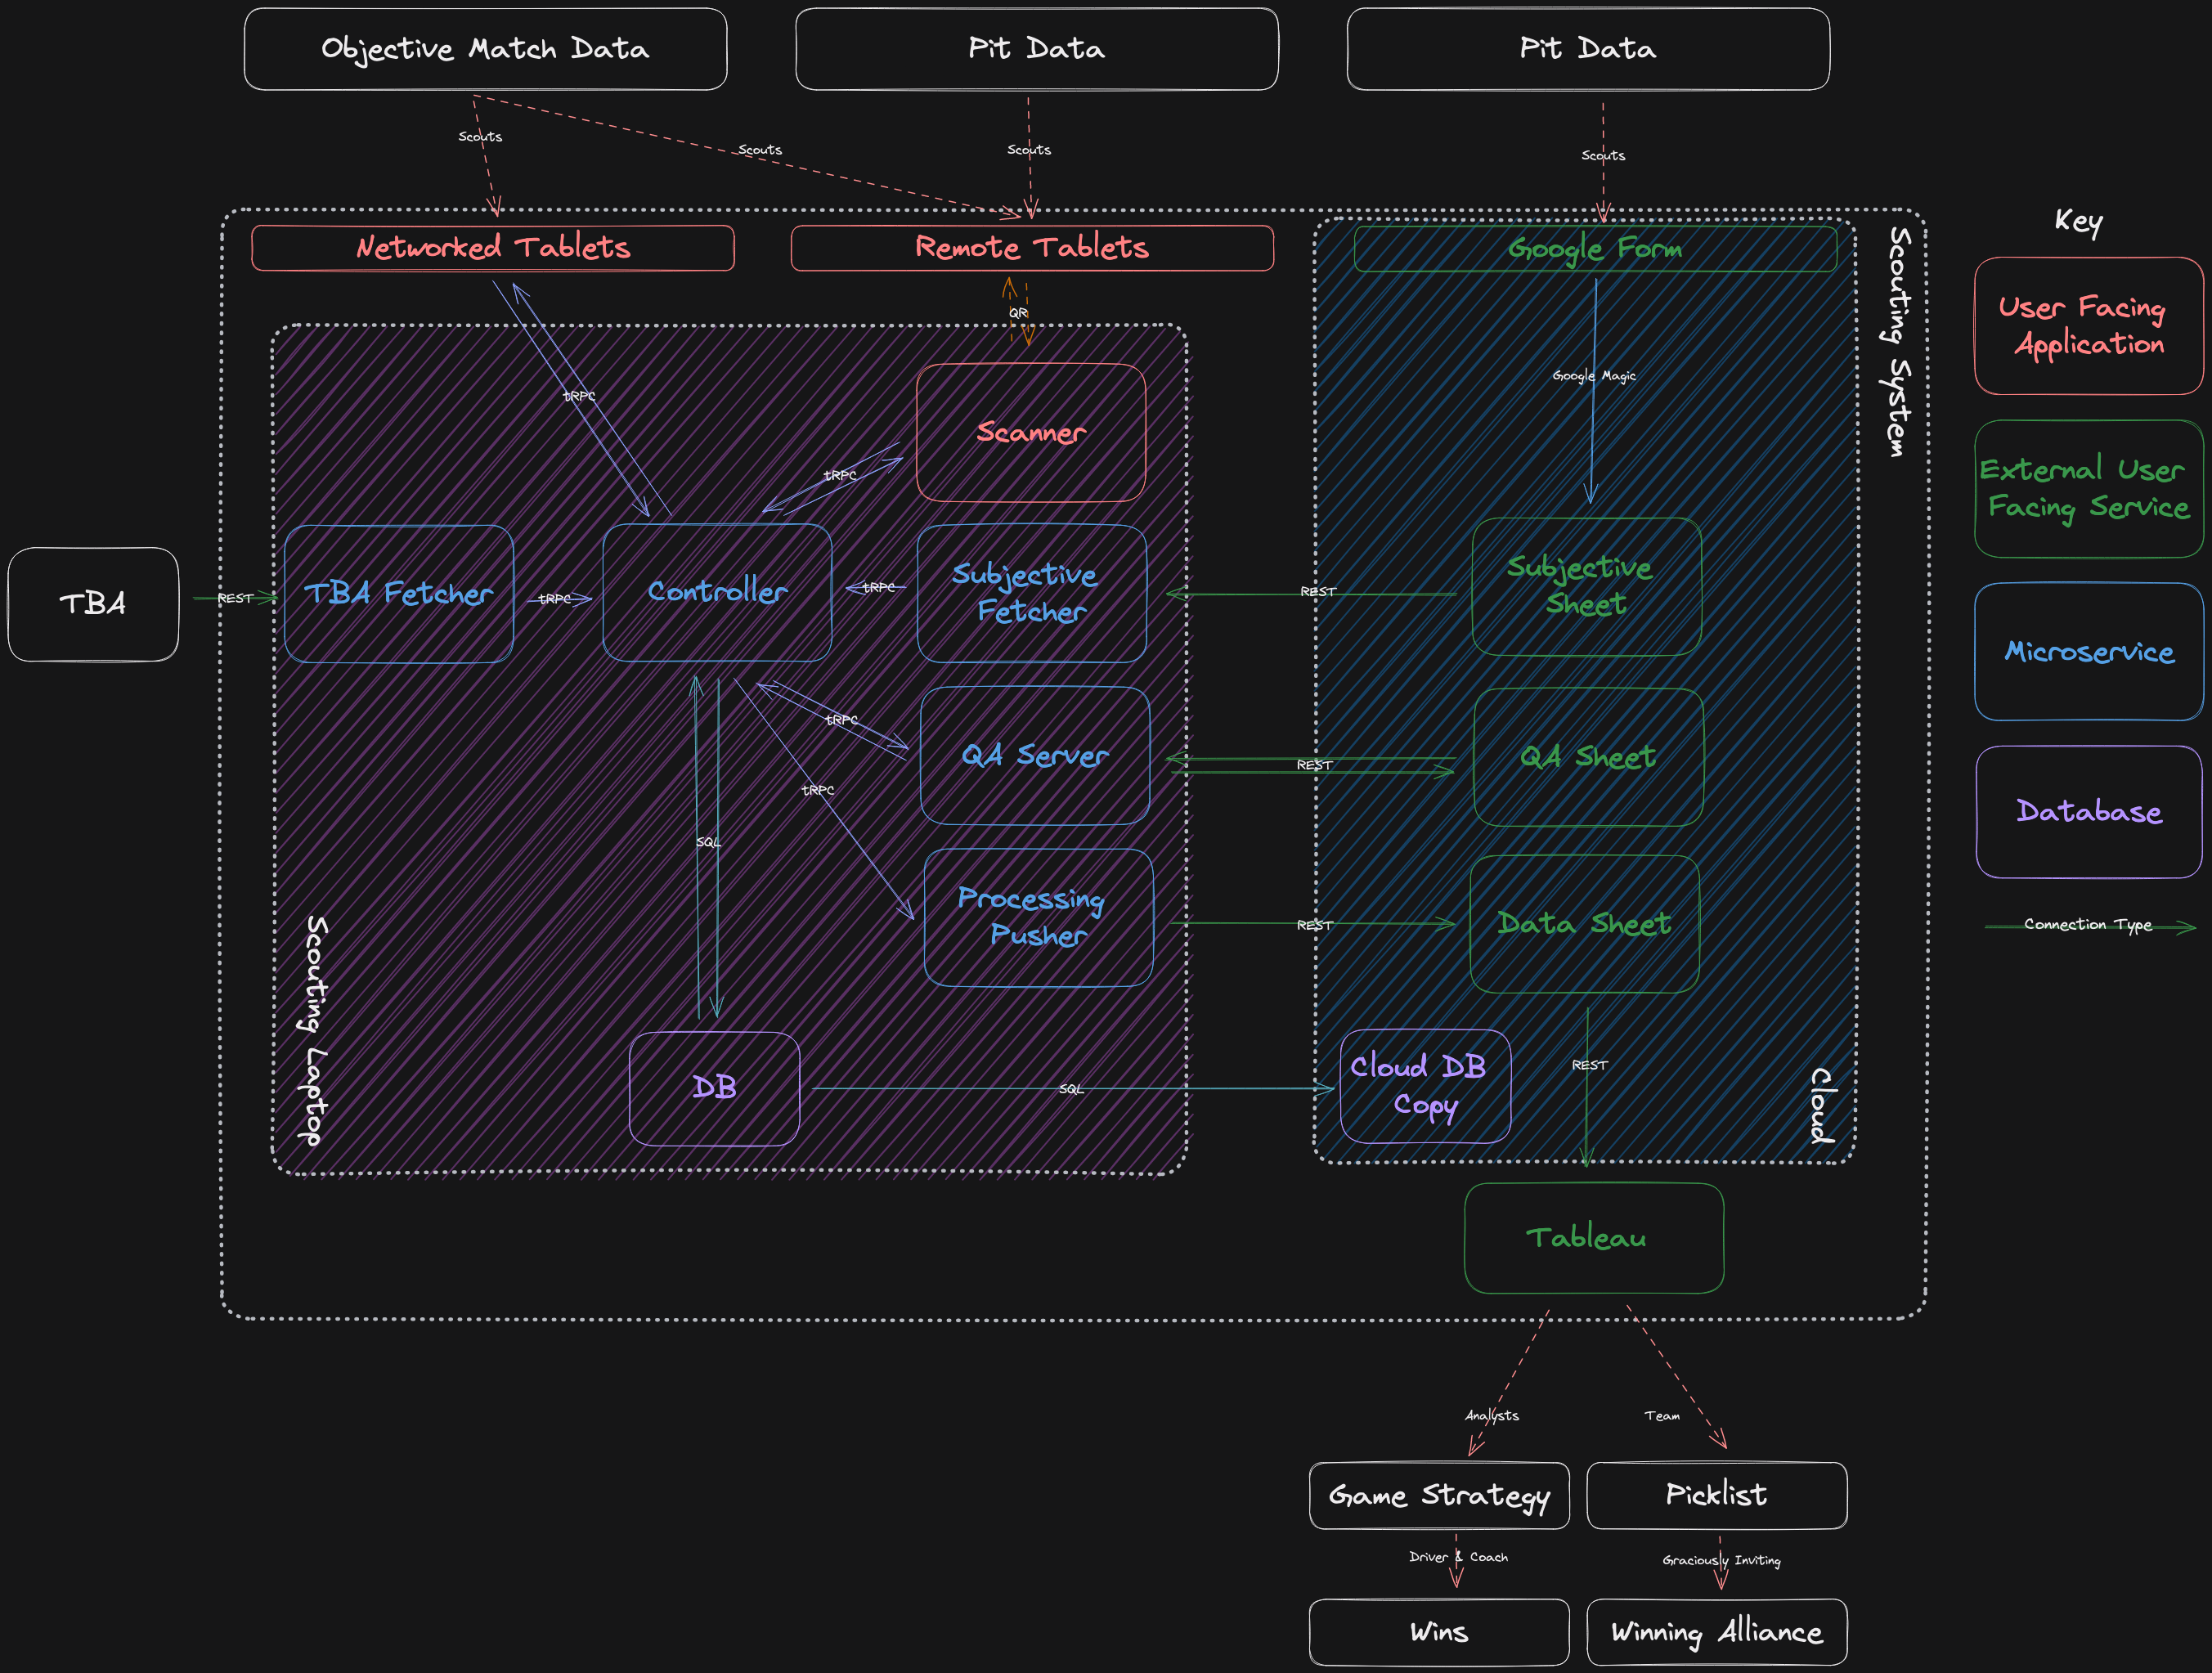 Objective Match Data
Pit Data
Pit Data
Scouts
Scouts
Scouts
Scouts
Networked Tablets
Remote Tablets
Google Form
Scouting System
Key
User Facing
Application
QR
tRPC
Google Magic
Scanner
tRPC
External User
Facing Service
TBA
REST
TBA Fetcher
tRPC
Controller
tRPC
Subjective
Fetcher
REST
Subjective
Sheet
Microservice
tRPC
QA Server
REST
QA Sheet
tRPC
Database
SQL
Processing
Pusher
REST
Data Sheet
Connection Type
Scouting Laptop
DB
SQL
Cloud DB
Copy
REST
Cloud
Tableau
Analysts
Team
Game Strategy
Picklist
Driver & Coach
Graciously Inviting
Wins
Winning Alliance